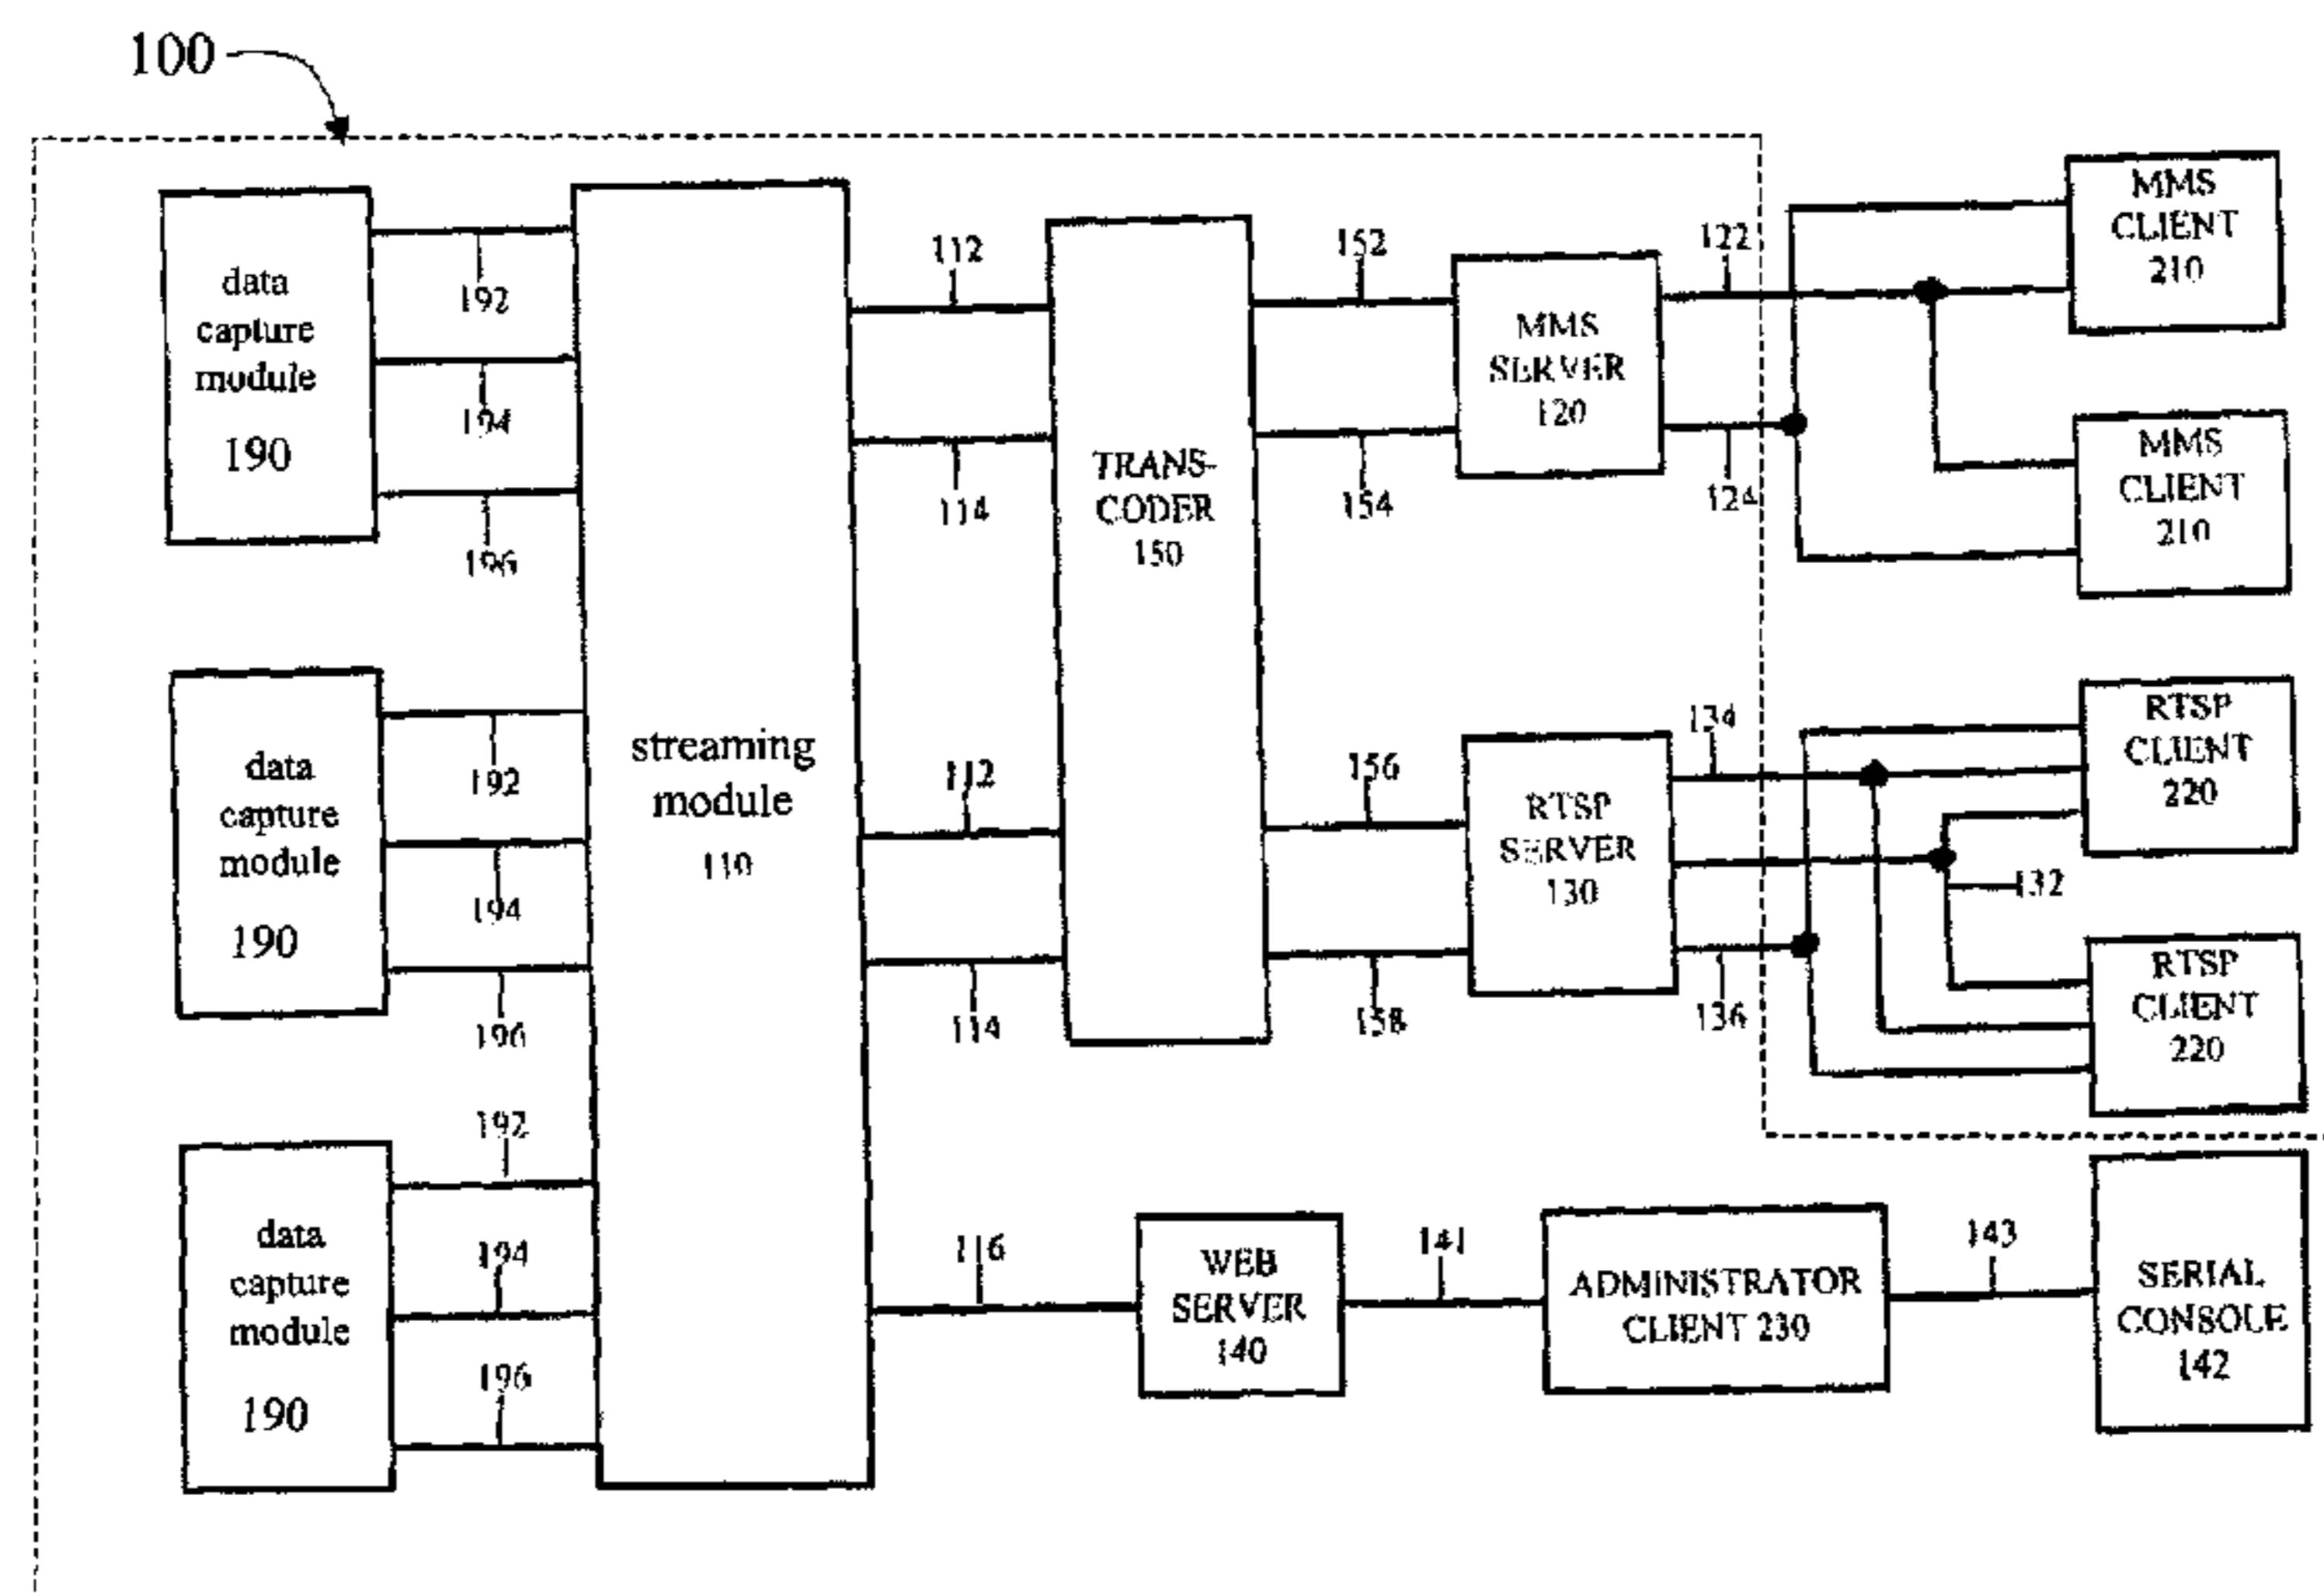 100
data
capture
module
190
192
194
196
data
capture
module
190
192
194
196
data
capture
module
190
192
194
196
streaming
module
110
112
114
112
114
116
TRANS-
CODER
150
152
154
156
158
MMS
SERVER
120
122
124
RTSP
SERVER
130
134
132
136
MMS
CLIENT
210
MMS
CLIENT
210
RTSP
CLIENT
220
RTSP
CLIENT
220
WEB
SERVER
140
141
ADMINISTRATOR
CLIENT 230
143
SERIAL
CONSOLE
142